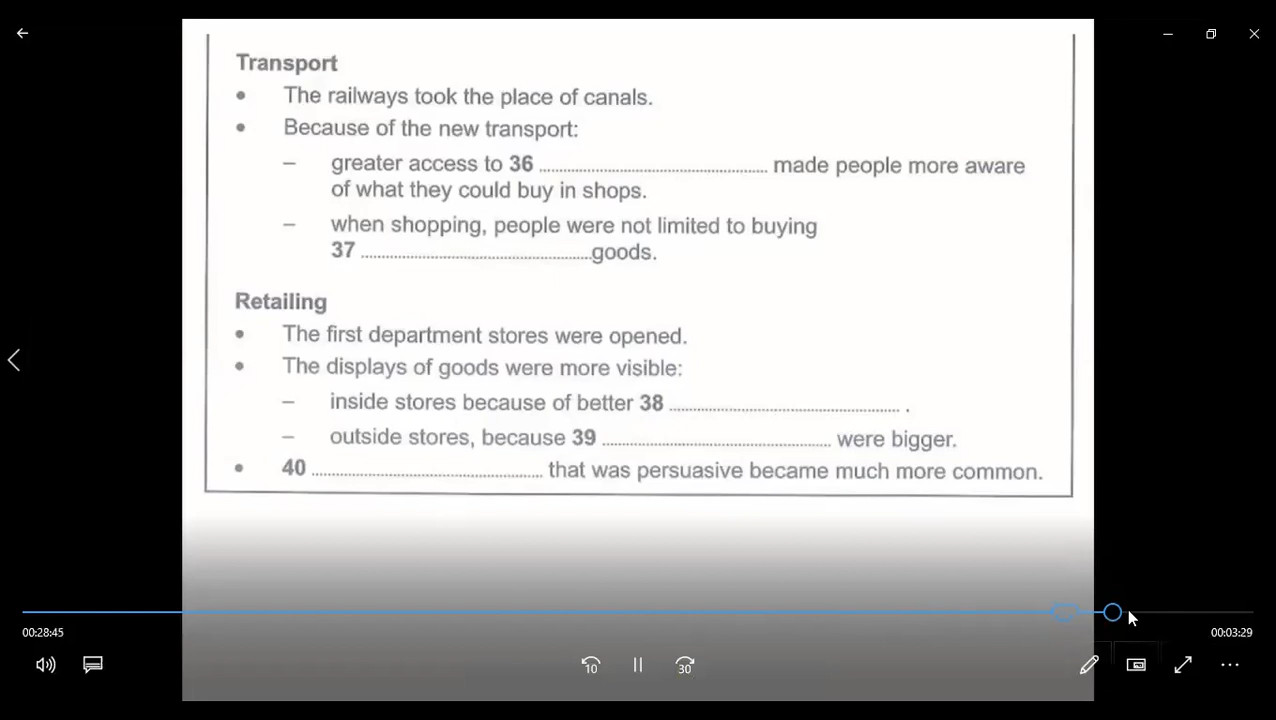 Transport
• The railways took the place of canals.
• Because of the new transport:
– greater access to 36 ........................................ made people more aware
of what they could buy in shops.
– when shopping, people were not limited to buying
37 ........................................goods.
Retailing
• The first department stores were opened.
• The displays of goods were more visible:
– inside stores because of better 38 ........................................ .
– outside stores, because 39 ........................................ were bigger.
• 40 ........................................ that was persuasive became much more common.
00:28:45
00:03:29
10
30